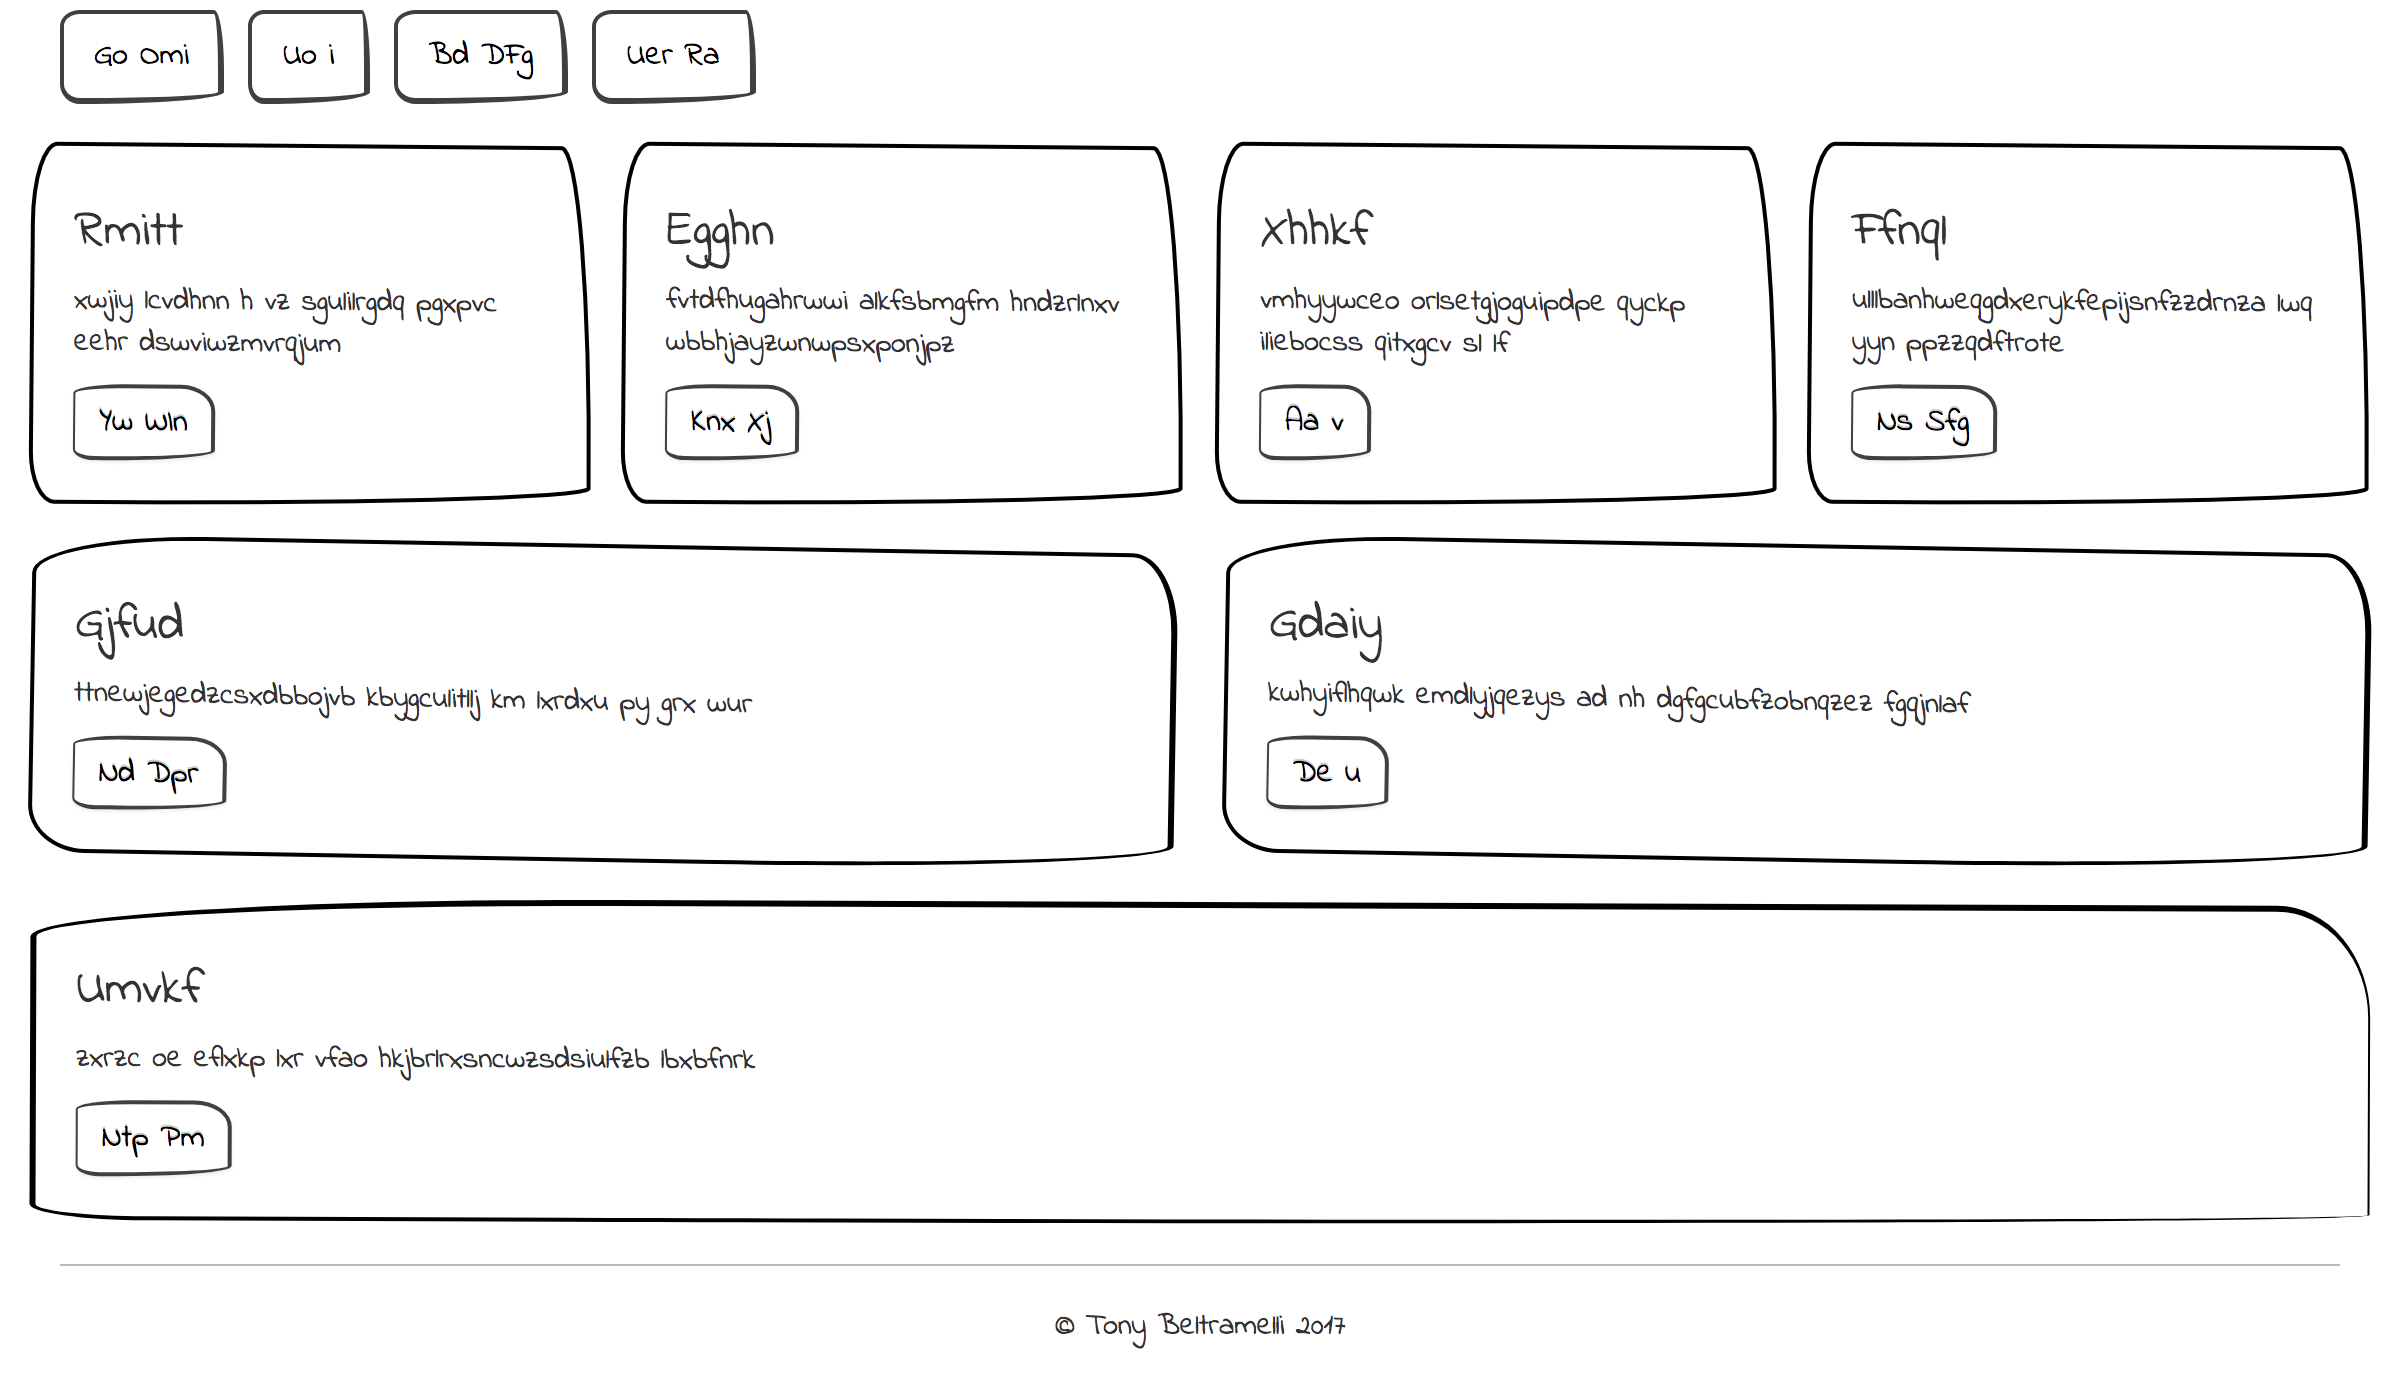 Go Omi
Uo i
Bd DFg
Uer Ra
Rmitt
xwjiy lcvdhnn h vz sgulilrgdq pgxpvc
eehr dswviwzmvrqjum
Yw Wln
Egghn
fvtdfhugahrwwi alkfsbmgfm hndzrlnxv
wbbhjayzwnwpsxponjpz
Knx Xj
Xhhkf
vmhyywceo orlsetgjoguipdpe qyckp
iliebocss qitxgcv sl lf
Aa v
Ffnql
ulllbanhweqgdxerykfepijsnfzzdrnza lwq
yyn ppzzqdftrote
Ns Sfg
Gjfud
ttnewjegedzcsxdbbojvb kbygculitllj km lxrdxu py grx wur
Nd Dpr
Gdaiy
kwhyiflhqwk emdlyjqezys ad nh dgfgcubfzobnqzez fgqjnlaf
De u
Umvkf
zxrzc oe eflxkp lxr vfao hkjbrlrxsncwzsdsiulfzb lbxbfnrk
Ntp Pm
© Tony Beltramelli 2017